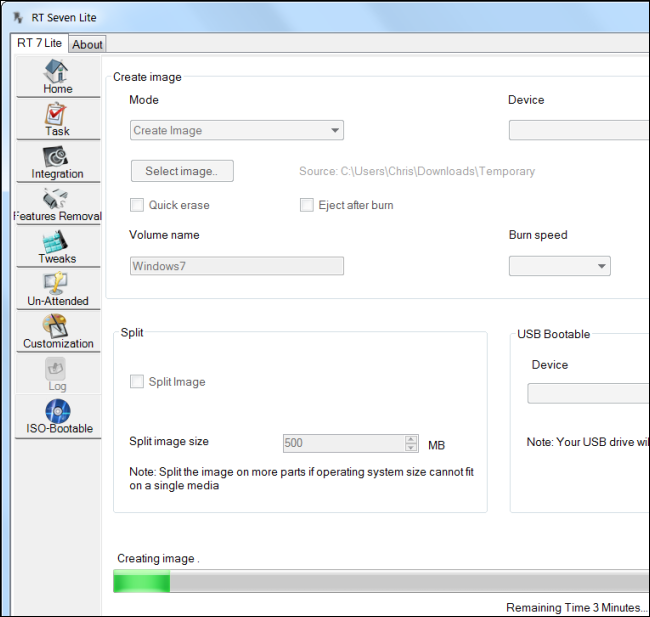 RT Seven Lite
RT 7 Lite
About
Home
Task
Integration
Features Removal
Tweaks
Un-Attended
Customization
Log
ISO-Bootable
Create image
Mode
Device
Create Image
Select image..
Source: C:\Users\Chris\Downloads\Temporary
Quick erase
Eject after burn
Volume name
Burn speed
Windows7
Split
USB Bootable
Split Image
Device
Split image size
500
MB
Note: Your USB drive wil
Note: Split the image on more parts if operating system size cannot fit
on a single media
Creating image .
Remaining Time 3 Minutes...